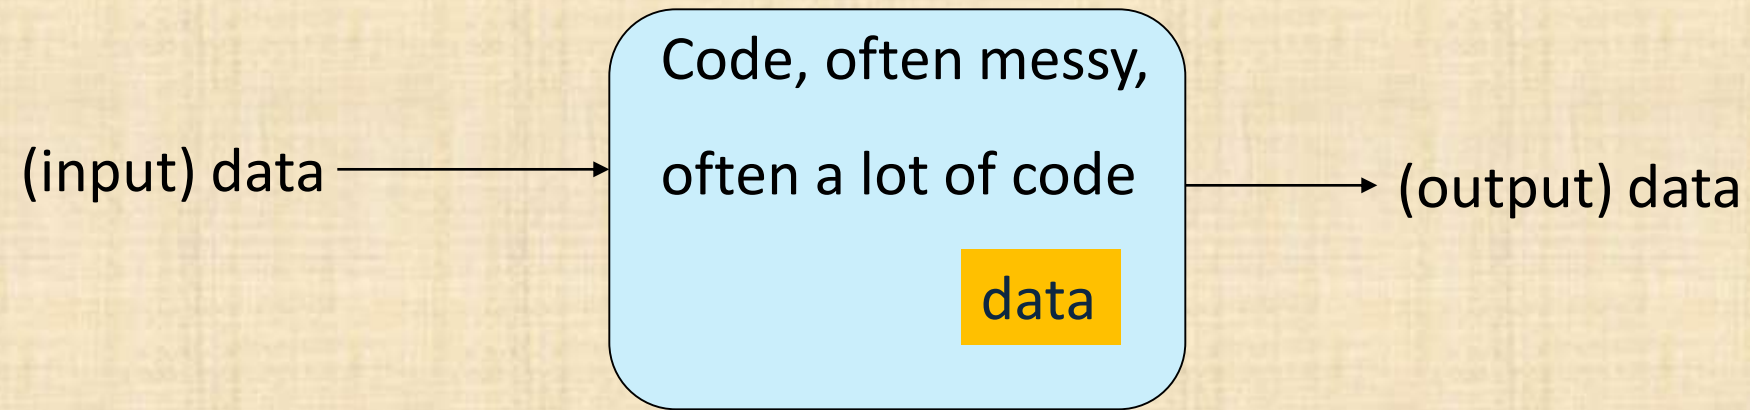 Code, often messy,
(input) data
often a lot of code
(output) data
data